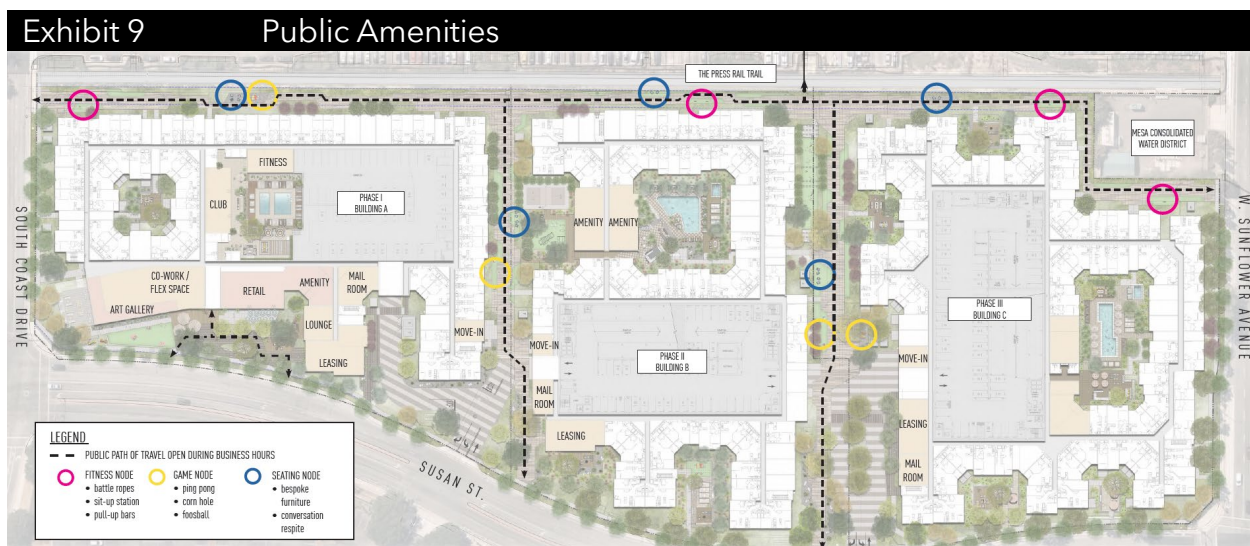 Exhibit 9 Public Amenities
THE PRESS RAIL TRAIL
MESA CONSOLIDATED
WATER DISTRICT
SOUTH COAST DRIVE
W. SUNFLOWER AVENUE
FITNESS
CLUB
PHASE I
BUILDING A
AMENITY
AMENITY
CO-WORK /
FLEX SPACE
ART GALLERY
RETAIL
AMENITY
MAIL
ROOM
LOUNGE
LEASING
MOVE-IN
MOVE-IN
MAIL
ROOM
LEASING
PHASE II
BUILDING B
PHASE III
BUILDING C
MOVE-IN
LEASING
MAIL
ROOM
SUSAN ST.
LEGEND
PUBLIC PATH OF TRAVEL OPEN DURING BUSINESS HOURS
FITNESS NODE
• battle ropes
• sit-up station
• pull-up bars
GAME NODE
• ping pong
• corn hole
• foosball
SEATING NODE
• bespoke
furniture
• conversation
respite